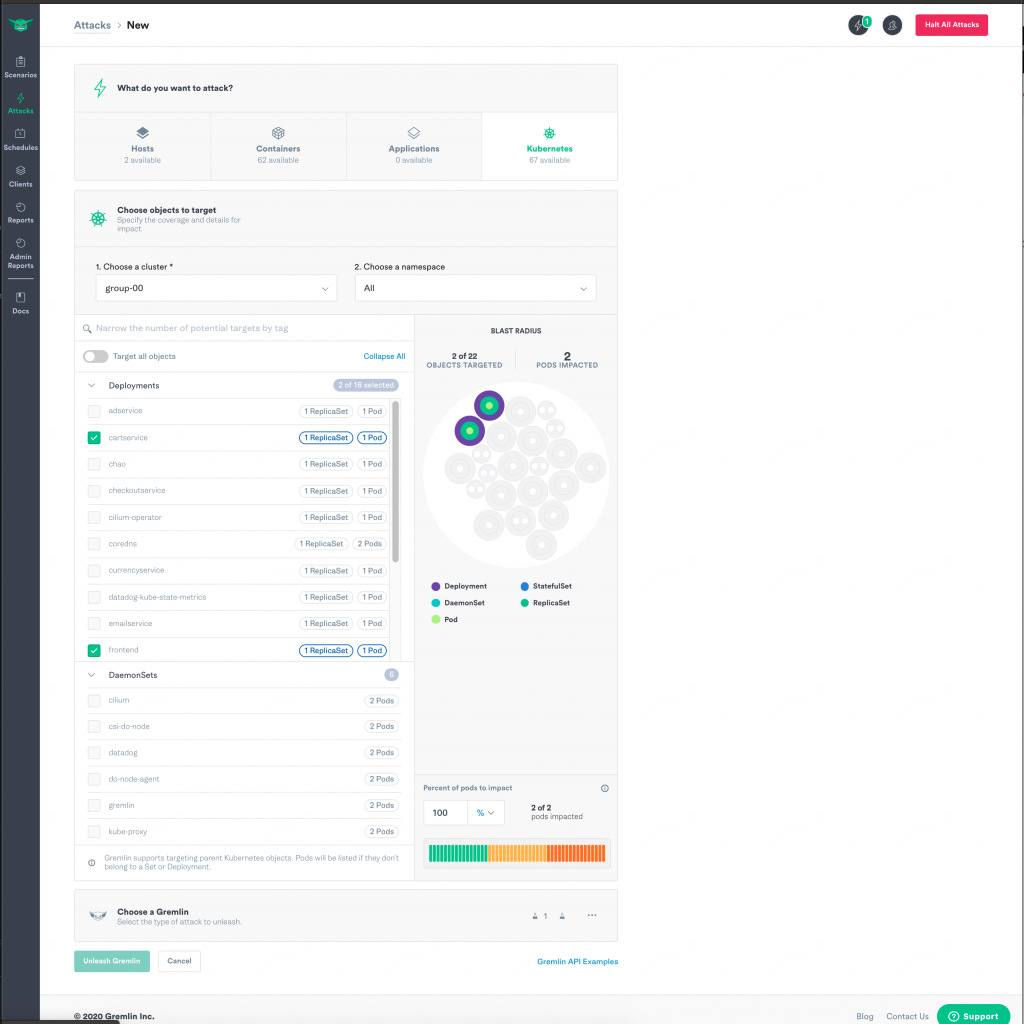 Attacks > New
1
Halt All Attacks
Scenarios
Attacks
Schedules
Clients
Reports
Admin
Reports
Docs
What do you want to attack?
Hosts
2 available
Containers
62 available
Applications
0 available
Kubernetes
67 available
Choose objects to target
Specify the coverage and details for
impact
1. Choose a cluster *
group-00
2. Choose a namespace
All
Narrow the number of potential targets by tag
Target all objects
Collapse All
Deployments
2 of 16 selected
adservice 1 ReplicaSet 1 Pod
cartservice 1 ReplicaSet 1 Pod
chao 1 ReplicaSet 1 Pod
checkoutservice 1 ReplicaSet 1 Pod
cilium-operator 1 ReplicaSet 1 Pod
coredns 1 ReplicaSet 2 Pods
currencyservice 1 ReplicaSet 1 Pod
datadog-kube-state-metrics 1 ReplicaSet 1 Pod
emailservice 1 ReplicaSet 1 Pod
frontend 1 ReplicaSet 1 Pod
DaemonSets 6
cilium 2 Pods
csi-do-node 2 Pods
datadog 2 Pods
do-node-agent 2 Pods
gremlin 2 Pods
kube-proxy 2 Pods
Gremlin supports targeting parent Kubernetes objects. Pods will be listed if they don't
belong to a Set or Deployment.
BLAST RADIUS
2 of 22
OBJECTS TARGETED
2
PODS IMPACTED
Deployment
StatefulSet
DaemonSet
ReplicaSet
Pod
Percent of pods to impact
100
%
2 of 2
pods impacted
Choose a Gremlin
Select the type of attack to unleash.
1
...
Unleash Gremlin
Cancel
Gremlin API Examples
© 2020 Gremlin Inc.
Blog
Contact Us
Support